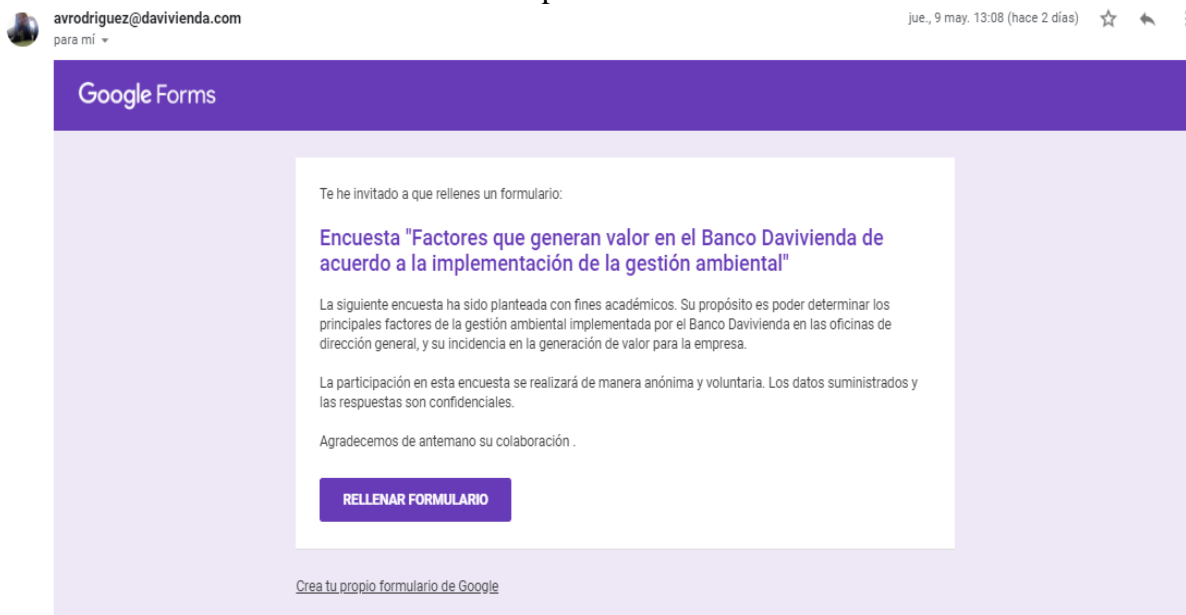 avrodriguez@davivienda.com
jue., 9 may. 13:08 (hace 2 días)
para mí
Google Forms
Te he invitado a que rellenes un formulario:
Encuesta "Factores que generan valor en el Banco Davivienda de
acuerdo a la implementación de la gestión ambiental"
La siguiente encuesta ha sido planteada con fines académicos. Su propósito es poder determinar los
principales factores de la gestión ambiental implementada por el Banco Davivienda en las oficinas de
dirección general, y su incidencia en la generación de valor para la empresa.
La participación en esta encuesta se realizará de manera anónima y voluntaria. Los datos suministrados y
las respuestas son confidenciales.
Agradecemos de antemano su colaboración .
RELLENAR FORMULARIO
Crea tu propio formulario de Google